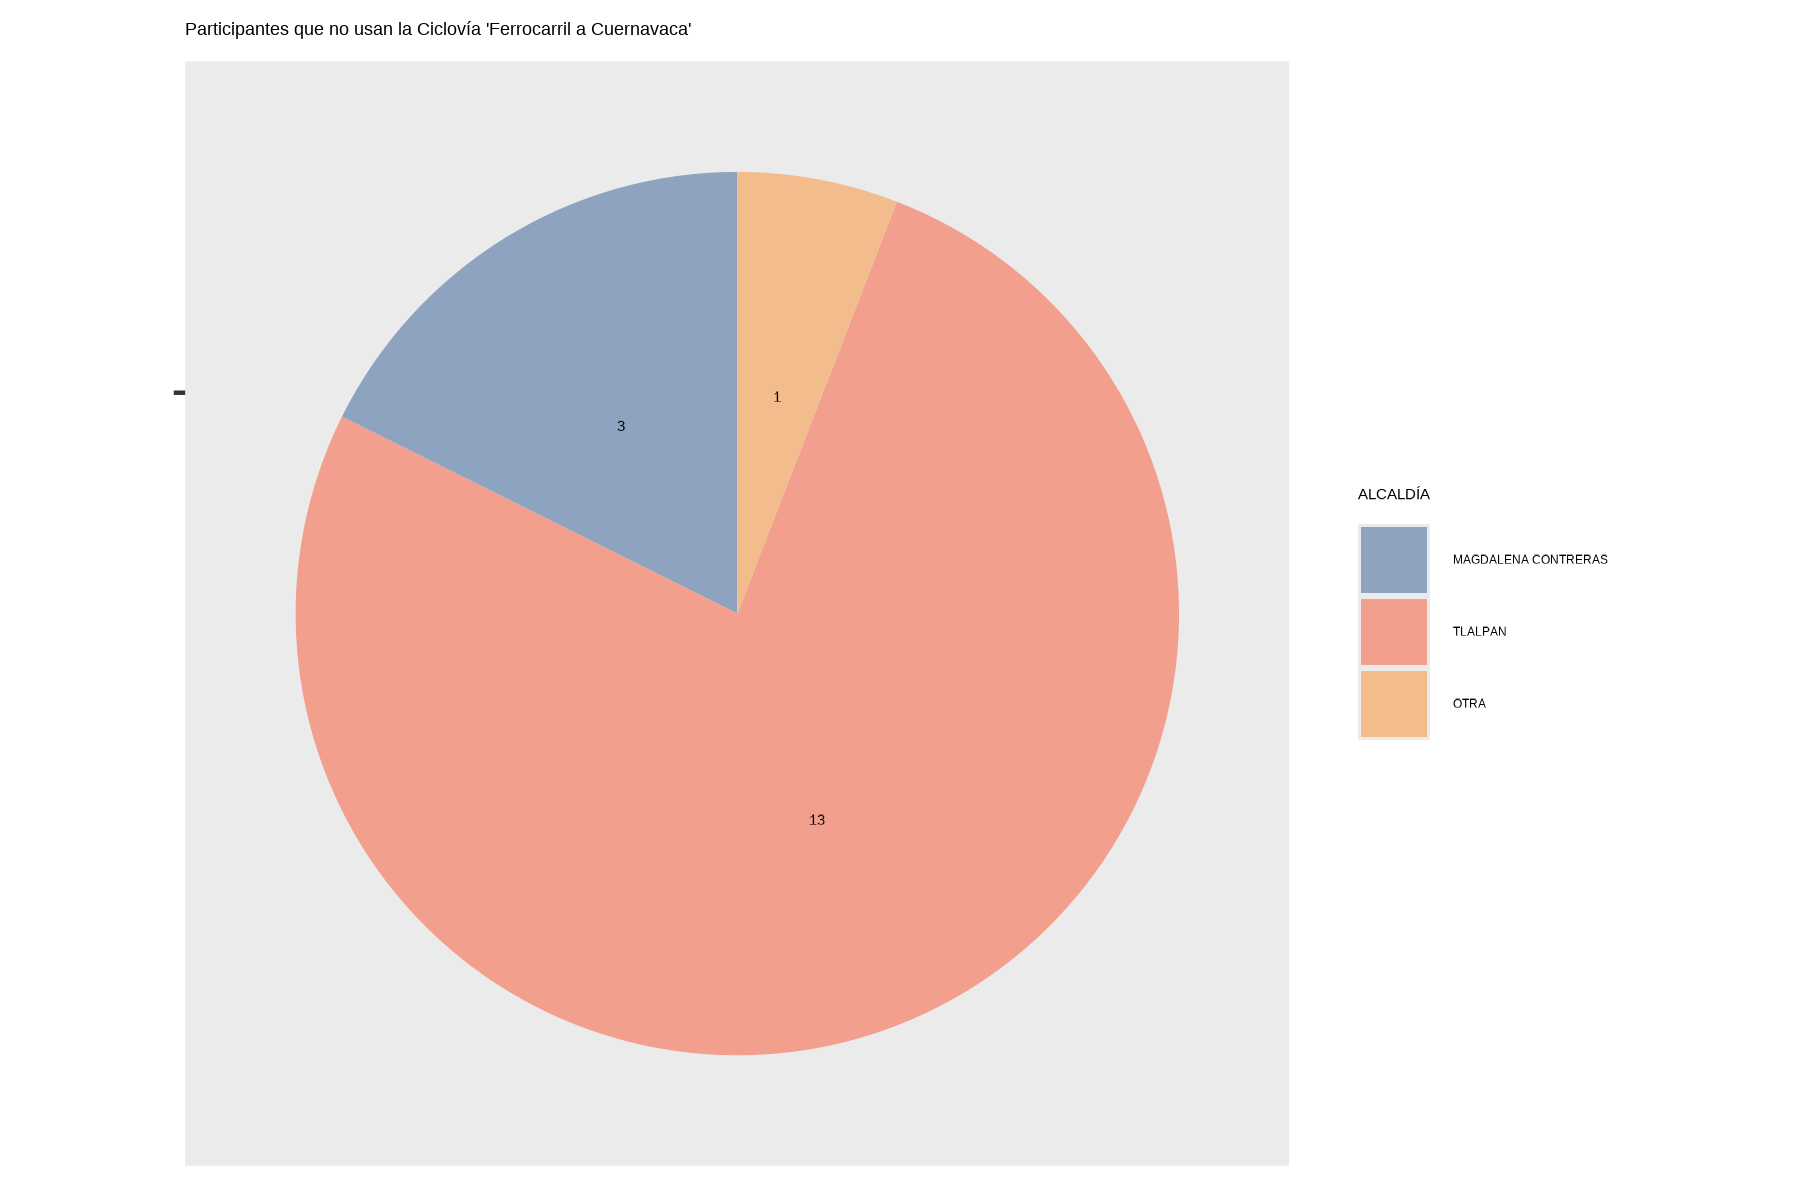 Participantes que no usan la Ciclovía 'Ferrocarril a Cuernavaca'
1
3
13
ALCALDÍA
MAGDALENA CONTRERAS
TLALPAN
OTRA